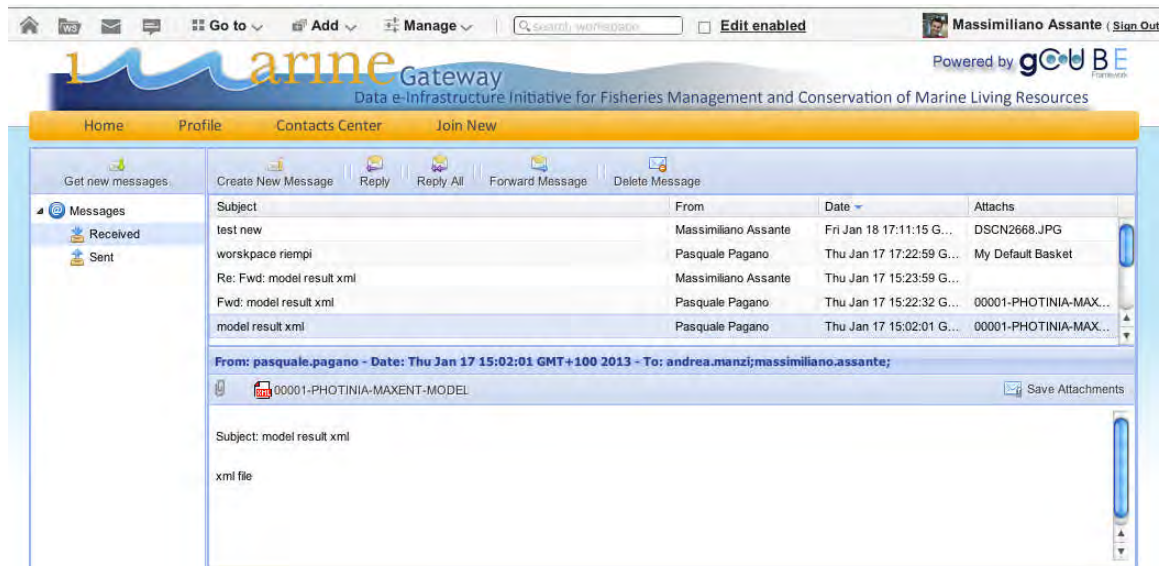 WS Go to Add Manage search workspace Edit enabled Massimiliano Assante ( Sign Out
imarine Gateway
Powered by gCUBE Framework
Data e-Infrastructure Initiative for Fisheries Management and Conservation of Marine Living Resources
Home Profile Contacts Center Join New
Get new messages Create New Message Reply Reply All Forward Message Delete Message
Messages Subject From Date Attachs
Received test new Massimiliano Assante Fri Jan 18 17:11:15 G... DSCN2668.JPG
Sent worskpace riempi Pasquale Pagano Thu Jan 17 17:22:59 G... My Default Basket
Re: Fwd: model result xml Massimiliano Assante Thu Jan 17 15:23:59 G...
Fwd: model result xml Pasquale Pagano Thu Jan 17 15:22:32 G... 00001-PHOTINIA-MAX...
model result xml Pasquale Pagano Thu Jan 17 15:02:01 G... 00001-PHOTINIA-MAX...
From: pasquale.pagano - Date: Thu Jan 17 15:02:01 GMT+100 2013 - To: andrea.manzi;massimiliano.assante;
00001-PHOTINIA-MAXENT-MODEL Save Attachments
Subject: model result xml
xml file